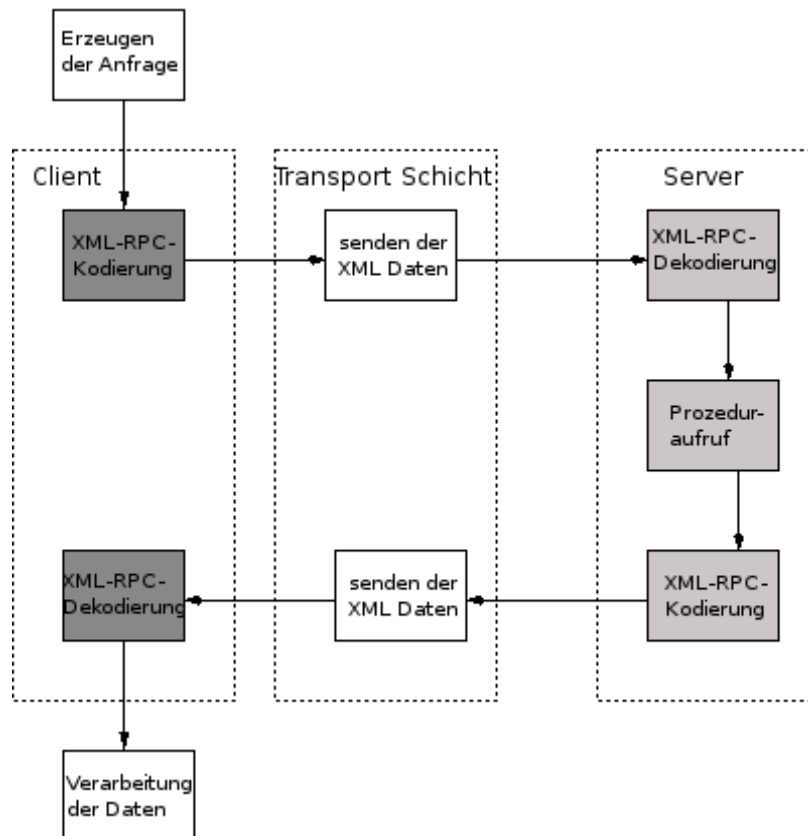 Erzeugen
der Anfrage
Client
Transport Schicht
Server
XML-RPC-
Kodierung
senden der
XML Daten
XML-RPC-
Dekodierung
Prozedur-
aufruf
XML-RPC-
Dekodierung
senden der
XML Daten
XML-RPC-
Kodierung
Verarbeitung
der Daten